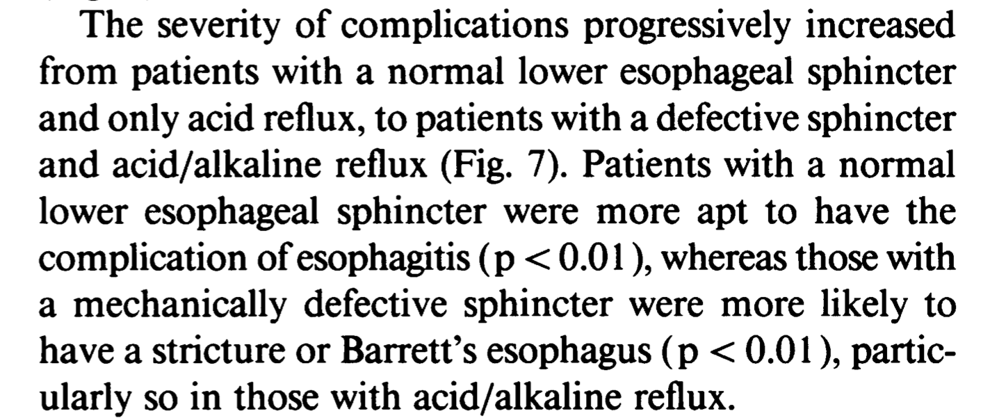 The severity of complications progressively increased
from patients with a normal lower esophageal sphincter
and only acid reflux, to patients with a defective sphincter
and acid/alkaline reflux (Fig. 7). Patients with a normal
lower esophageal sphincter were more apt to have the
complication of esophagitis (p < 0.01), whereas those with
a mechanically defective sphincter were more likely to
have a stricture or Barrett's esophagus (p < 0.01), partic-
ularly so in those with acid/alkaline reflux.